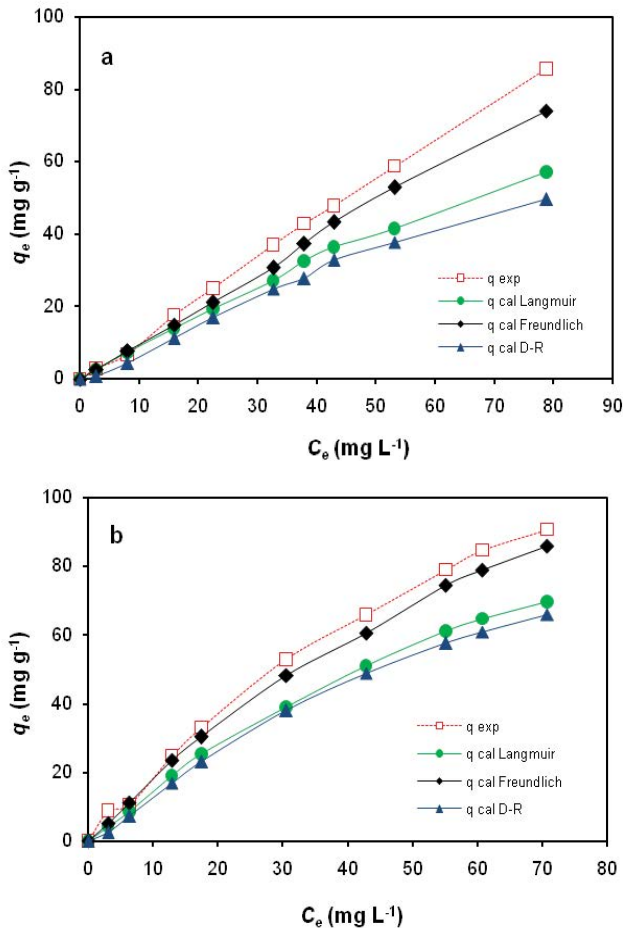 a
100
80
60
40
20
0
qe (mg g-1)
q exp
q cal Langmuir
q cal Freundlich
q cal D-R
0 10 20 30 40 50 60 70 80 90
Ce (mg L-1)
b
100
80
60
40
20
0
qe (mg g-1)
q exp
q cal Langmuir
q cal Freundlich
q cal D-R
0 10 20 30 40 50 60 70 80
Ce (mg L-1)